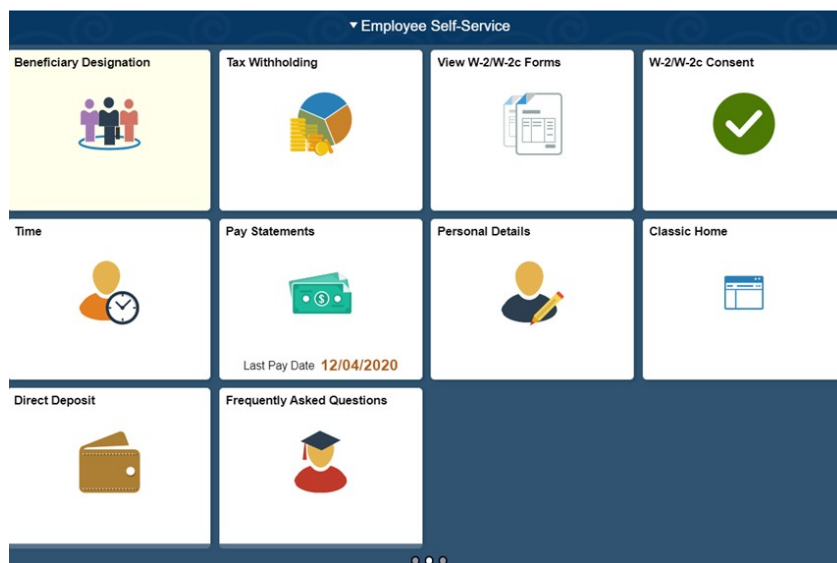 ▼ Employee Self-Service
Beneficiary Designation
Tax Withholding
View W-2/W-2c Forms
W-2/W-2c Consent
Time
Pay Statements
Last Pay Date 12/04/2020
Personal Details
Classic Home
Direct Deposit
Frequently Asked Questions